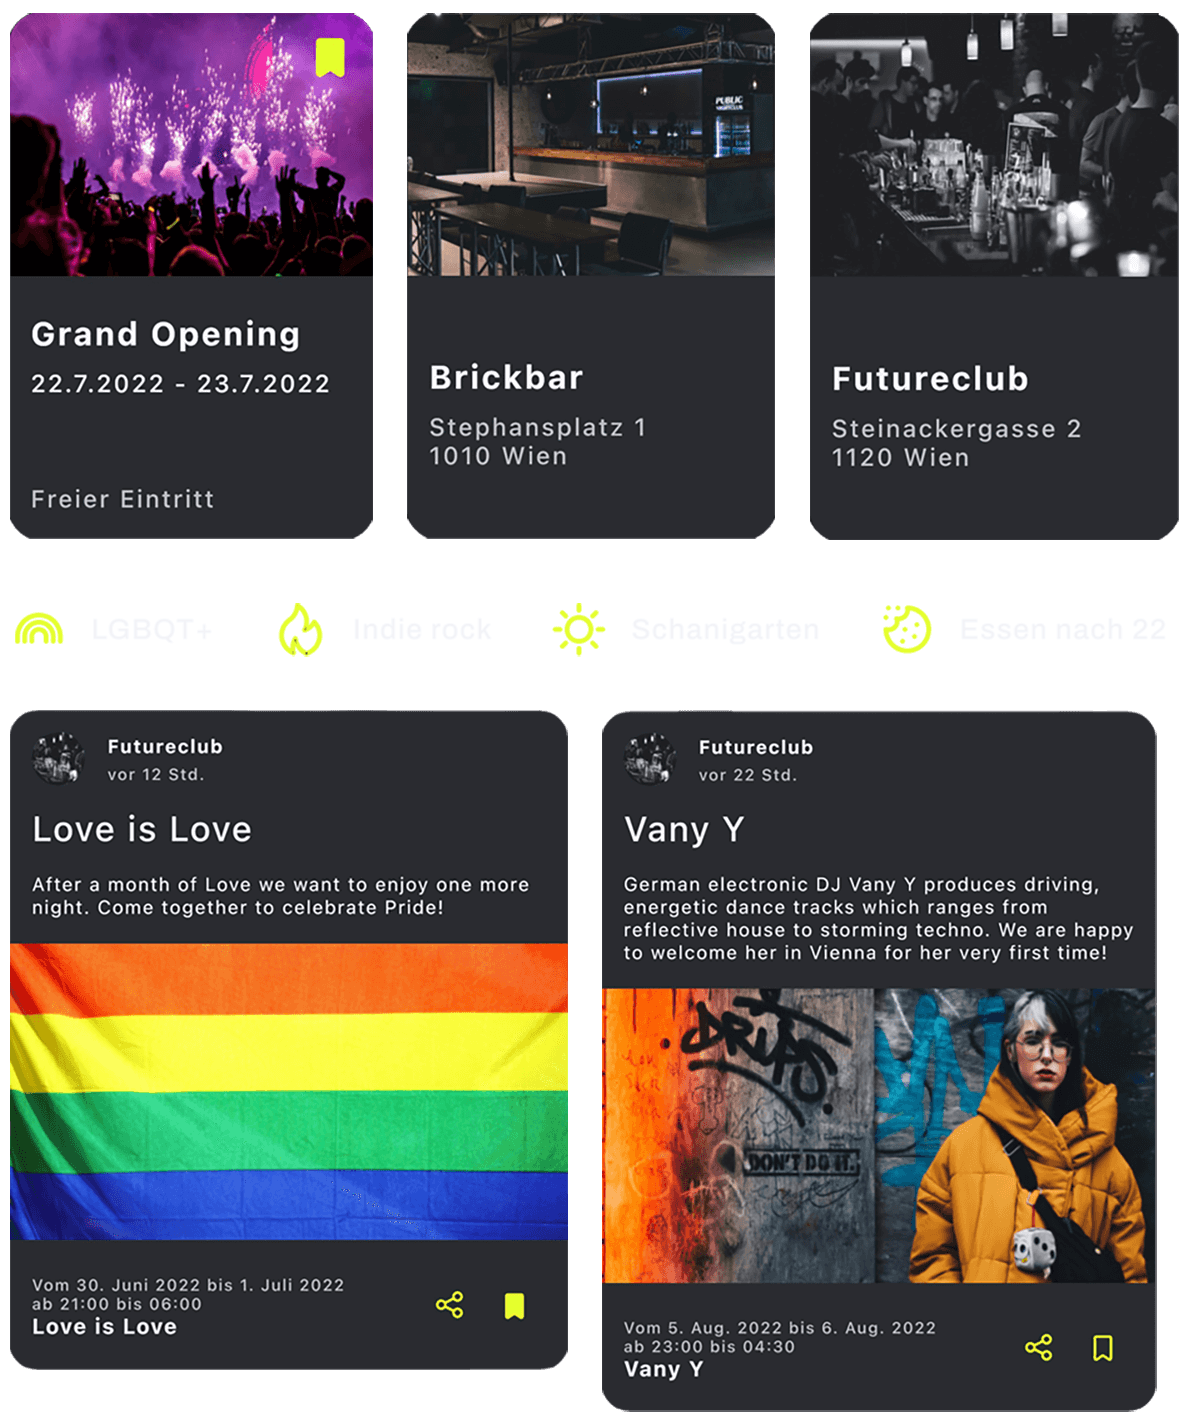 PUBLIC
Grand Opening
22.7.2022 - 23.7.2022
Freier Eintritt
Brickbar
Stephansplatz 1
1010 Wien
Futureclub
Steinackergasse 2
1120 Wien
LGBQT+
Indie rock
Schanigarten
Essen nach 22
Futureclub
vor 12 Std.
Love is Love
After a month of Love we want to enjoy one more
night. Come together to celebrate Pride!
Vom 30. Juni 2022 bis 1. Juli 2022
ab 21:00 bis 06:00
Love is Love
Futureclub
vor 22 Std.
Vany Y
German electronic DJ Vany Y produces driving,
energetic dance tracks which ranges from
reflective house to storming techno. We are happy
to welcome her in Vienna for her very first time!
DRIPS
DON'T DO IT.
Vom 5. Aug. 2022 bis 6. Aug. 2022
ab 23:00 bis 04:30
Vany Y